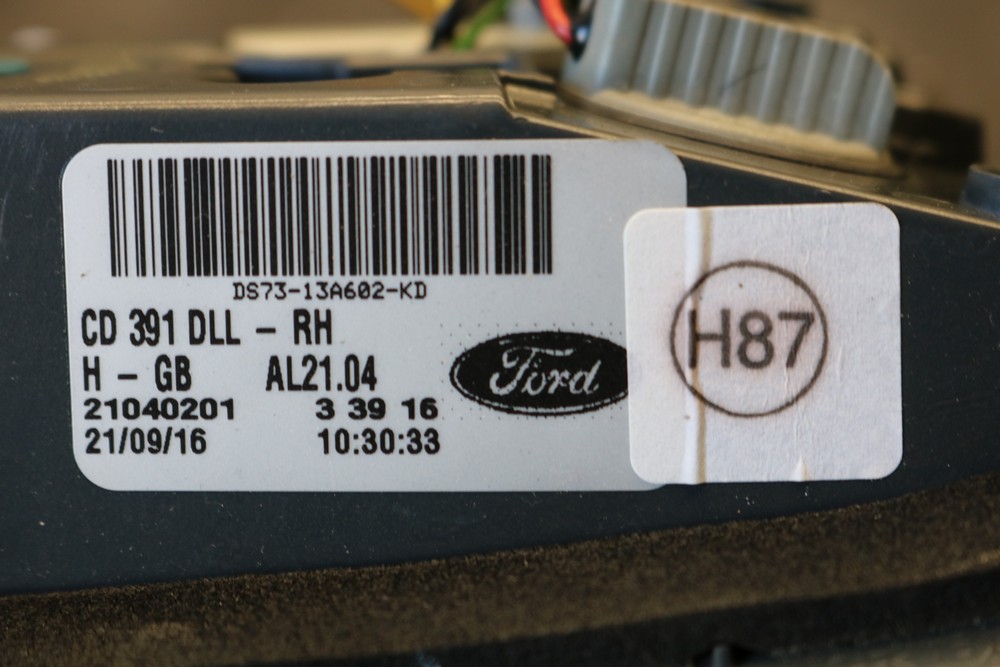 DS73-13A602-KD
CD 391 DLL - RH
H - GB AL21.04
21040201 3 39 16
21/09/16 10:30:33
Ford
H87